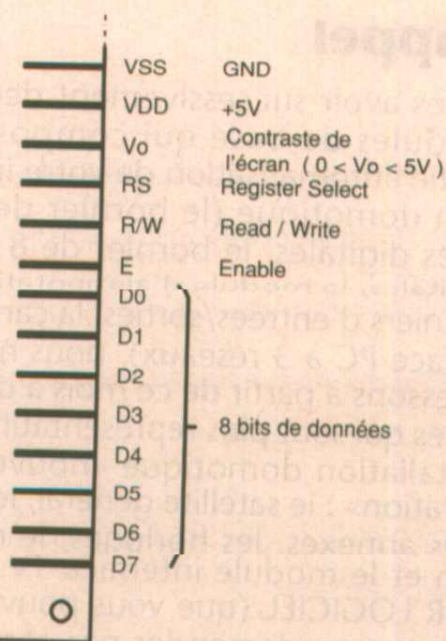 VSS GND
VDD +5V
Vo Contraste de
l'écran ( 0 < Vo < 5V )
RS Register Select
R/W Read / Write
E Enable
D0
D1
D2
D3
8 bits de données
D4
D5
D6
D7